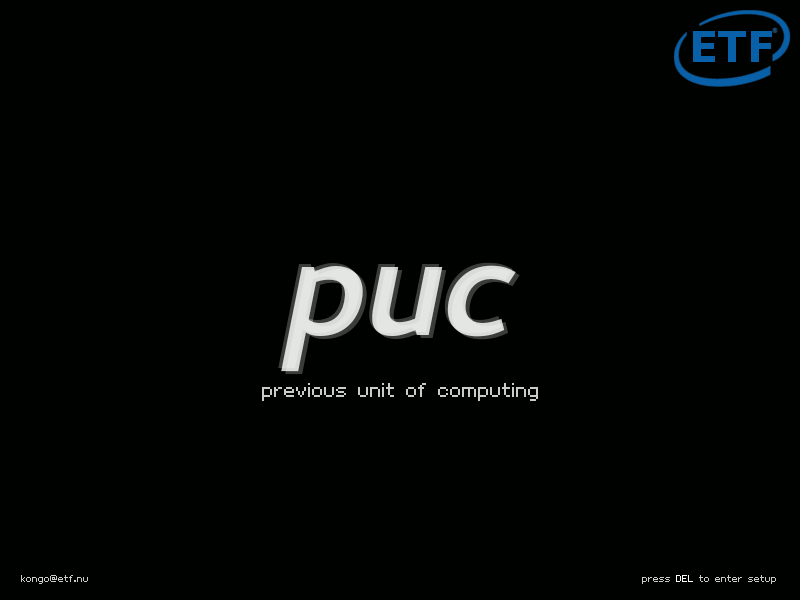 ETF
puc
previous unit of computing
kongo@etf.nu
press DEL to enter setup